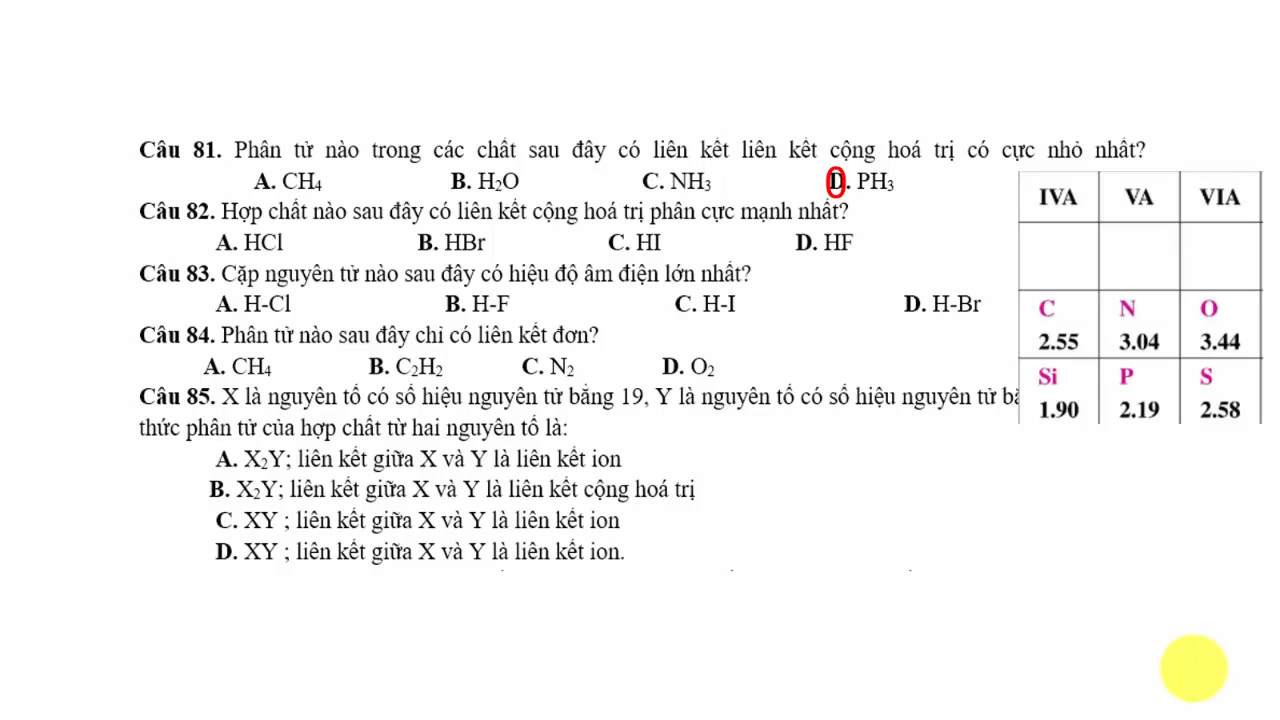 Câu 81. Phân tử nào trong các chất sau đây có liên kết liên kết cộng hoá trị có cực nhỏ nhất?
A. CH₄ B. H₂O C. NH₃ D. PH₃
Câu 82. Hợp chất nào sau đây có liên kết cộng hoá trị phân cực mạnh nhất?
A. HCl B. HBr C. HI D. HF
Câu 83. Cặp nguyên tử nào sau đây có hiệu độ âm điện lớn nhất?
A. H-Cl B. H-F C. H-I D. H-Br
Câu 84. Phân tử nào sau đây chỉ có liên kết đơn?
A. CH₄ B. C₂H₂ C. N₂ D. O₂
Câu 85. X là nguyên tố có số hiệu nguyên tử bằng 19, Y là nguyên tố có số hiệu nguyên tử
thức phân tử của hợp chất từ hai nguyên tố là:
A. X₂Y; liên kết giữa X và Y là liên kết ion
B. X₂Y; liên kết giữa X và Y là liên kết cộng hoá trị
C. XY ; liên kết giữa X và Y là liên kết ion
D. XY ; liên kết giữa X và Y là liên kết ion.
IVA VA VIA
C N O
2.55 3.04 3.44
Si P S
1.90 2.19 2.58